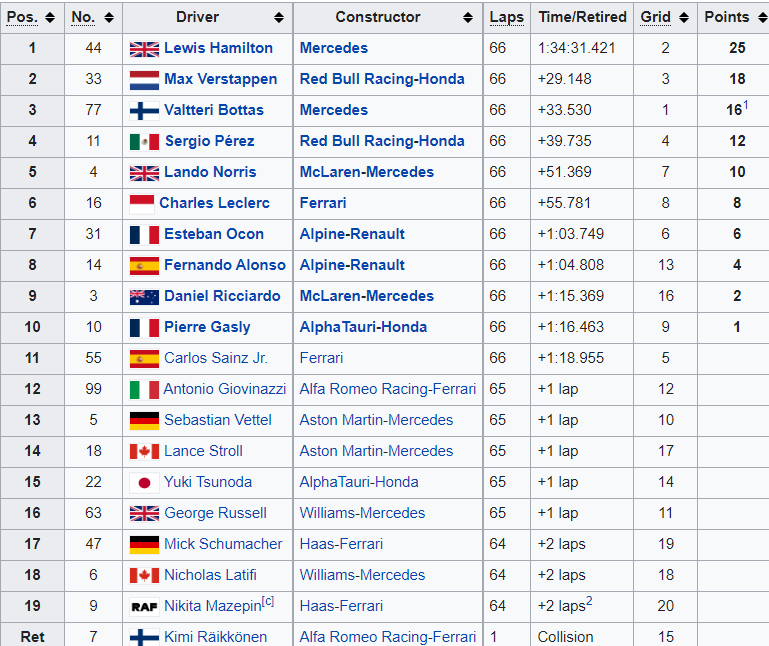 Pos. No. Driver Constructor Laps Time/Retired Grid Points
1 44 Lewis Hamilton Mercedes 66 1:34:31.421 2 25
2 33 Max Verstappen Red Bull Racing-Honda 66 +29.148 3 18
3 77 Valtteri Bottas Mercedes 66 +33.530 1 16¹
4 11 Sergio Pérez Red Bull Racing-Honda 66 +39.735 4 12
5 4 Lando Norris McLaren-Mercedes 66 +51.369 7 10
6 16 Charles Leclerc Ferrari 66 +55.781 8 8
7 31 Esteban Ocon Alpine-Renault 66 +1:03.749 6 6
8 14 Fernando Alonso Alpine-Renault 66 +1:04.808 13 4
9 3 Daniel Ricciardo McLaren-Mercedes 66 +1:15.369 16 2
10 10 Pierre Gasly AlphaTauri-Honda 66 +1:16.463 9 1
11 55 Carlos Sainz Jr. Ferrari 66 +1:18.955 5
12 99 Antonio Giovinazzi Alfa Romeo Racing-Ferrari 65 +1 lap 12
13 5 Sebastian Vettel Aston Martin-Mercedes 65 +1 lap 10
14 18 Lance Stroll Aston Martin-Mercedes 65 +1 lap 17
15 22 Yuki Tsunoda AlphaTauri-Honda 65 +1 lap 14
16 63 George Russell Williams-Mercedes 65 +1 lap 11
17 47 Mick Schumacher Haas-Ferrari 64 +2 laps 19
18 6 Nicholas Latifi Williams-Mercedes 64 +2 laps 18
19 9 RAF Nikita Mazepin[c] Haas-Ferrari 64 +2 laps² 20
Ret 7 Kimi Räikkönen Alfa Romeo Racing-Ferrari 1 Collision 15